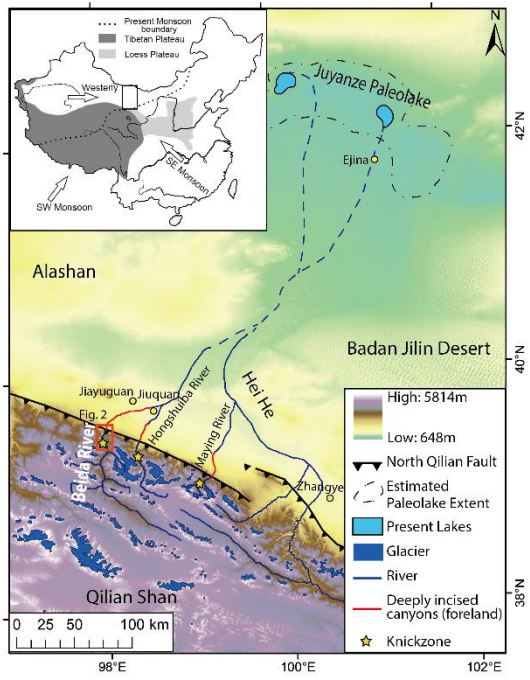 Present Monsoon
boundary
Tibetan Plateau
Loess Plateau
Westerly
SE Monsoon
SW Monsoon
N
Juyanze Paleolake
42°N
Ejina
Alashan
Badan Jilin Desert
40°N
Hei He
Jiayuguan
Jiuquan
Fig. 2
Hongshuiba River
Maying River
Beida River
Zhangye
Qilian Shan
38°N
High: 5814m
Low: 648m
North Qilian Fault
Estimated
Paleolake Extent
Present Lakes
Glacier
River
Deeply incised
canyons (foreland)
Knickzone
0 25 50 100 km
98°E
100°E
102°E